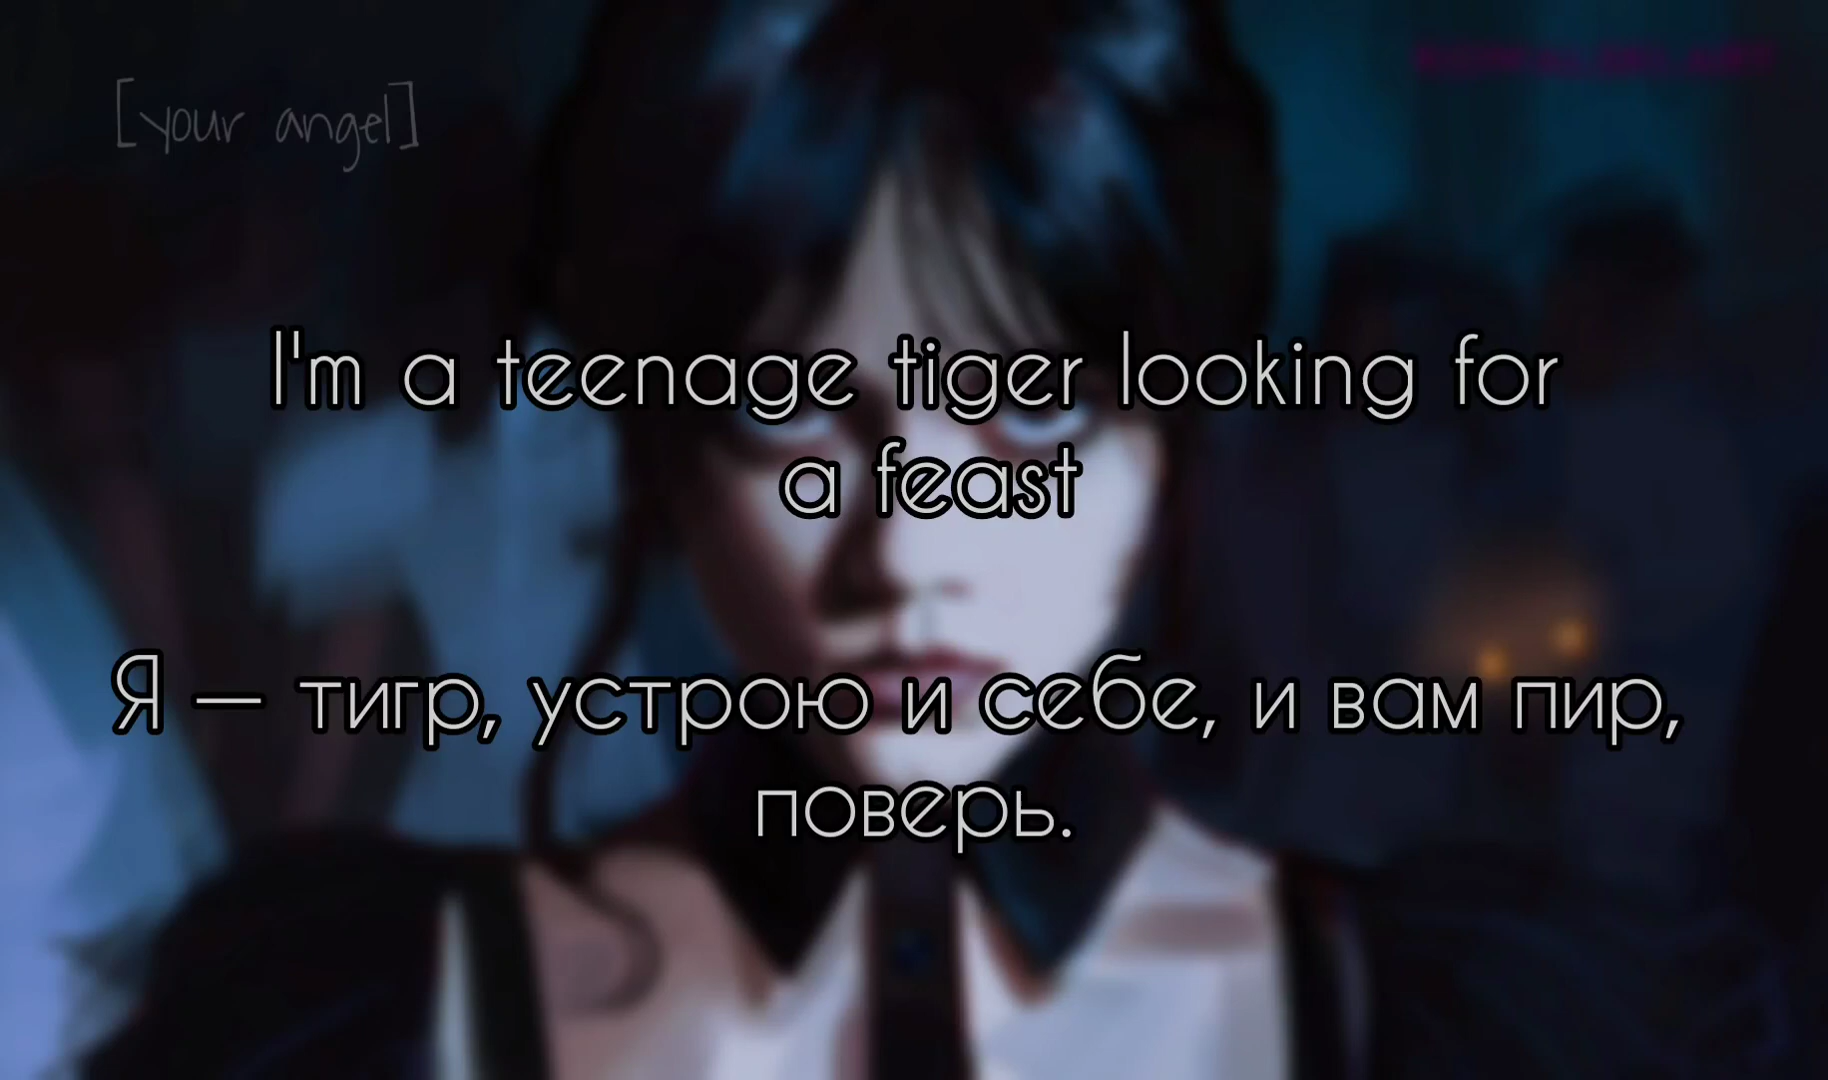 [your angel]
I'm a teenage tiger looking for
a feast
Я — тигр, устрою и себе, и вам пир,
поверь.